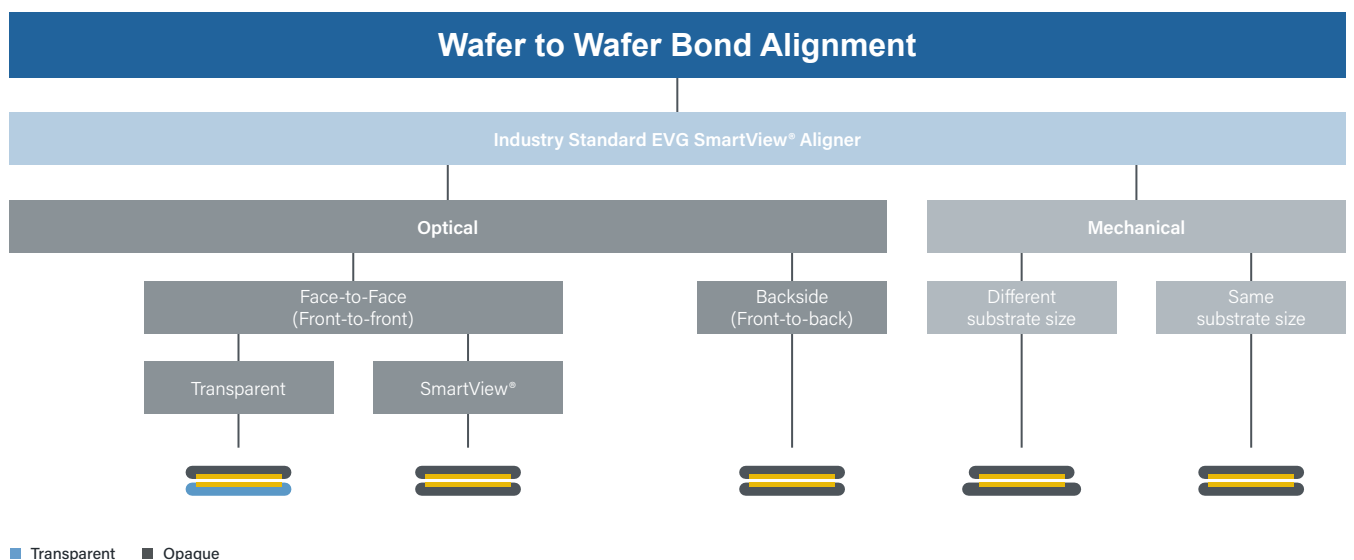 Wafer to Wafer Bond Alignment
Industry Standard EVG SmartView® Aligner
Optical
Mechanical
Face-to-Face
(Front-to-front)
Backside
(Front-to-back)
Different
substrate size
Same
substrate size
Transparent
SmartView®
Transparent
Opaque